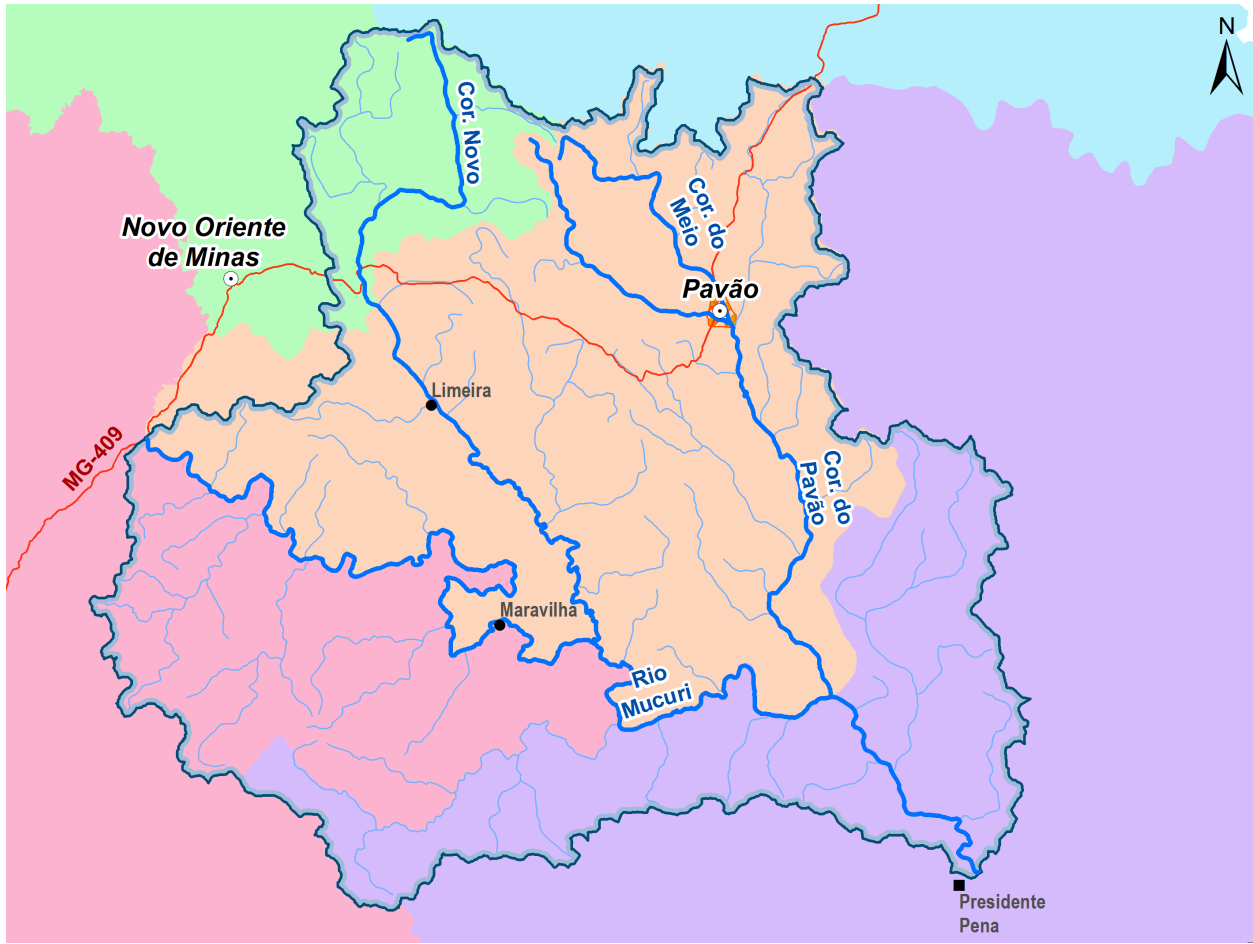 N
Cor. Novo
Cor. do
Meio
Novo Oriente
de Minas
Pavão
Limeira
MG-409
Cor. do
Pavão
Maravilha
Rio
Mucuri
Presidente
Pena